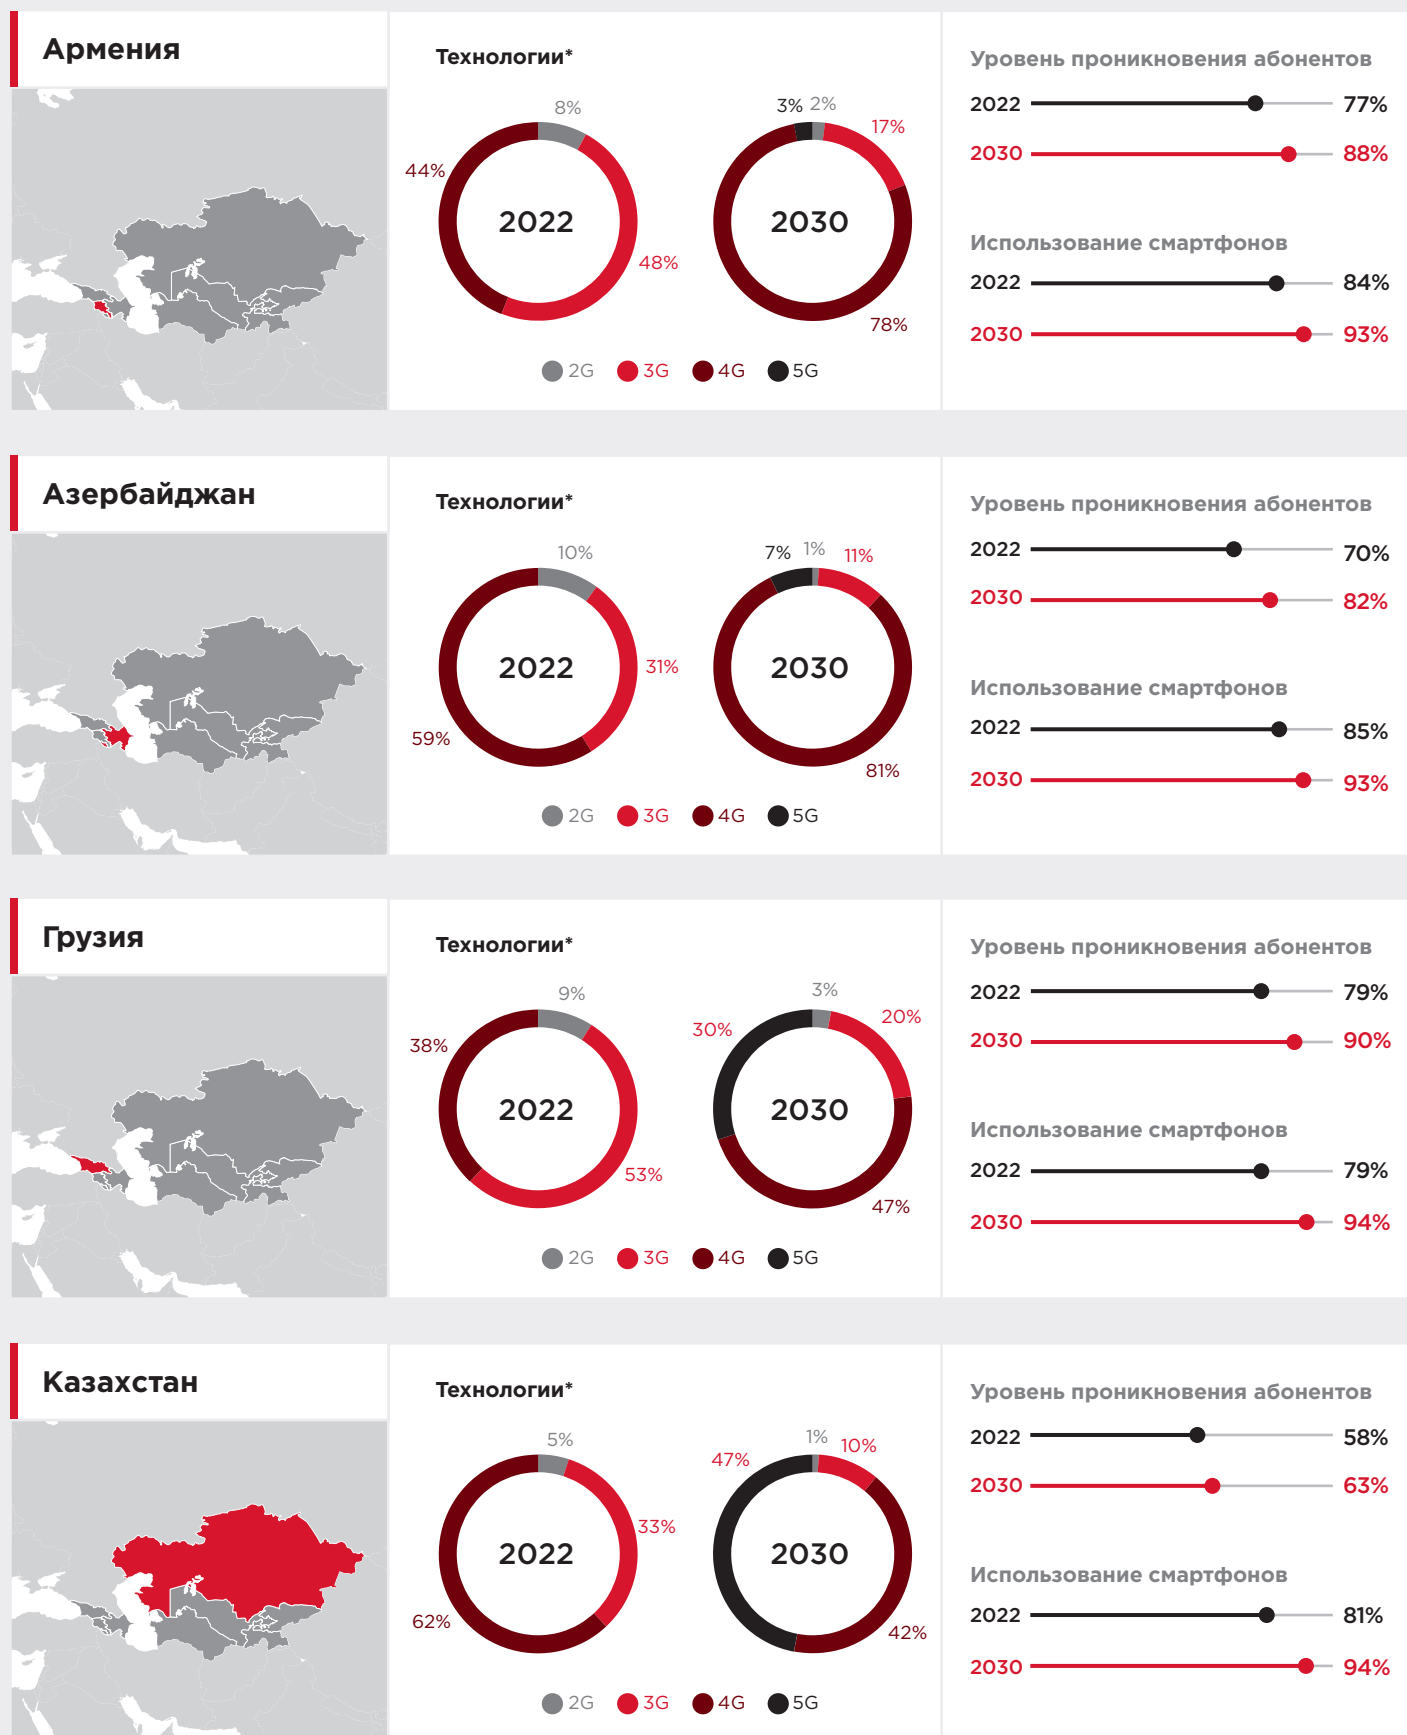 Армения
Технологии*
8%
44%
2022
48%
3%
2%
17%
2030
78%
2G
3G
4G
5G
Уровень проникновения абонентов
2022 77%
2030 88%
Использование смартфонов
2022 84%
2030 93%
Азербайджан
Технологии*
10%
2022
31%
59%
7%
1%
11%
2030
81%
2G
3G
4G
5G
Уровень проникновения абонентов
2022 70%
2030 82%
Использование смартфонов
2022 85%
2030 93%
Грузия
Технологии*
9%
38%
2022
53%
3%
30%
20%
2030
47%
2G
3G
4G
5G
Уровень проникновения абонентов
2022 79%
2030 90%
Использование смартфонов
2022 79%
2030 94%
Казахстан
Технологии*
5%
33%
2022
62%
1%
47%
10%
2030
42%
2G
3G
4G
5G
Уровень проникновения абонентов
2022 58%
2030 63%
Использование смартфонов
2022 81%
2030 94%